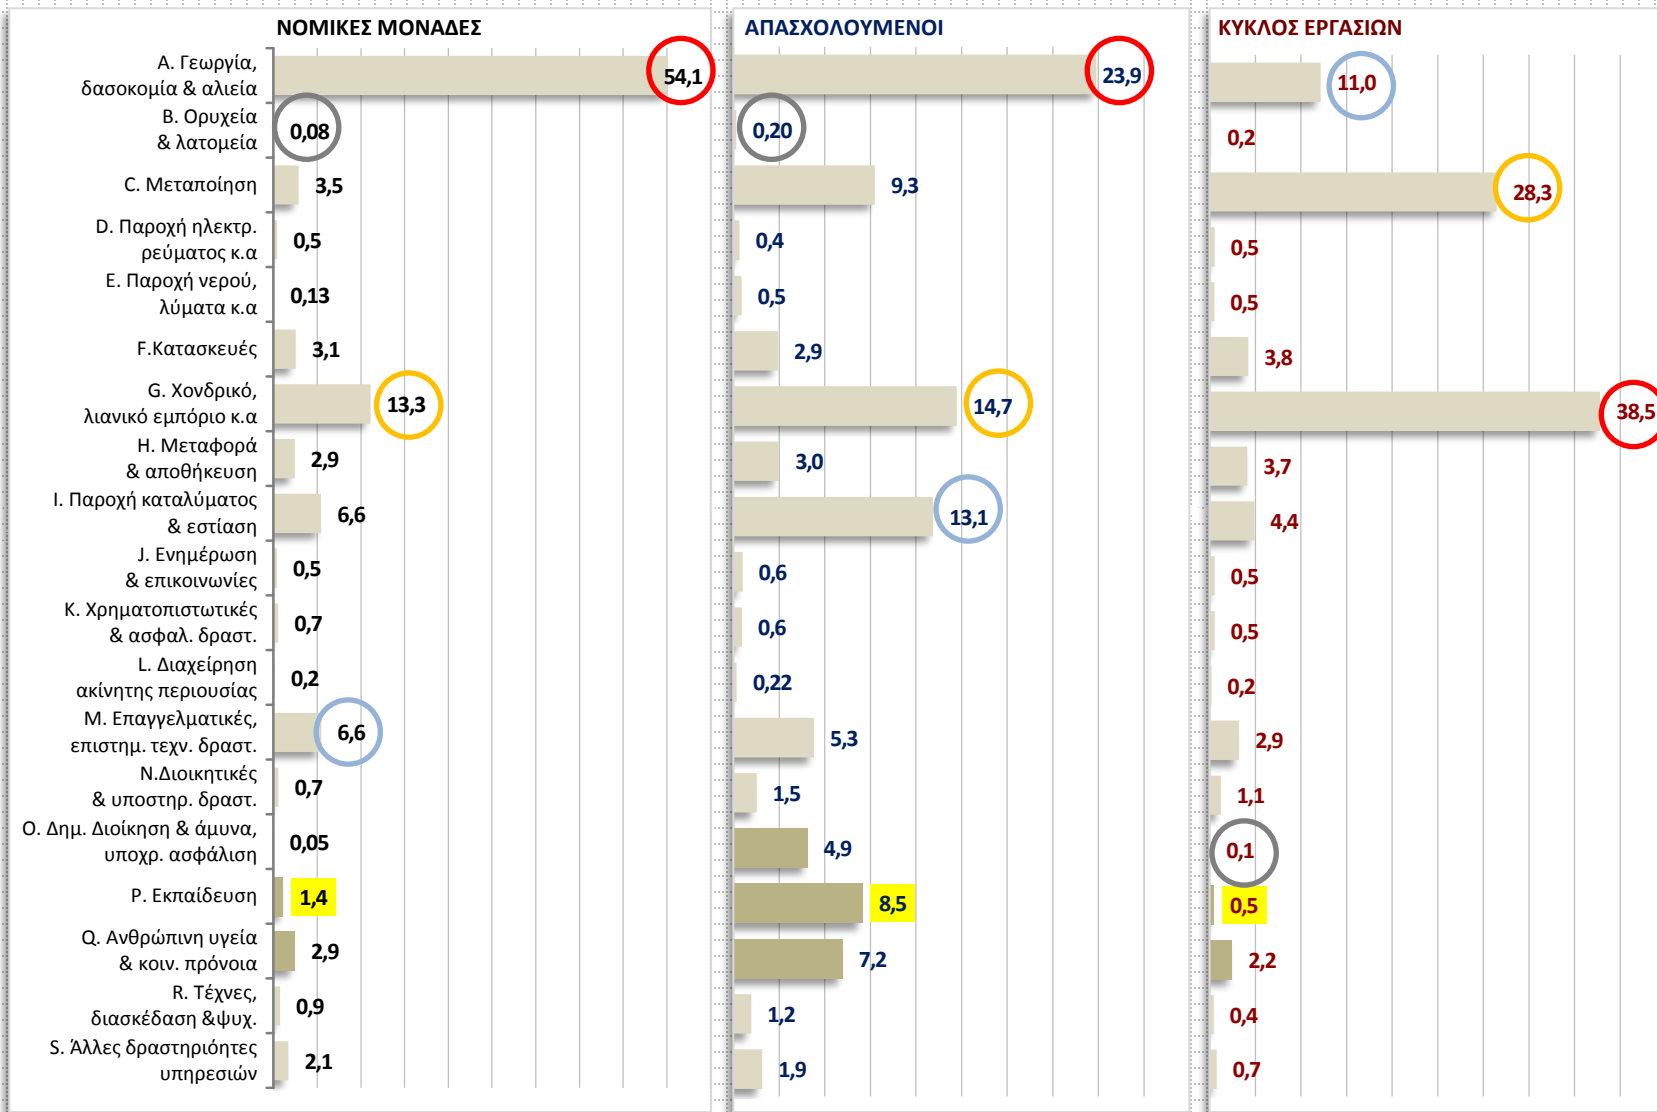 ΝΟΜΙΚΕΣ ΜΟΝΑΔΕΣ
ΑΠΑΣΧΟΛΟΥΜΕΝΟΙ
ΚΥΚΛΟΣ ΕΡΓΑΣΙΩΝ
A. Γεωργία,
δασοκομία & αλιεία
54,1
23,9
11,0
B. Ορυχεία
& λατομεία
0,08
0,20
0,2
C. Μεταποίηση
3,5
9,3
28,3
D. Παροχή ηλεκτρ.
ρεύματος κ.α
0,5
0,4
0,5
E. Παροχή νερού,
λύματα κ.α
0,13
0,5
0,5
F.Κατασκευές
3,1
2,9
3,8
G. Χονδρικό,
λιανικό εμπόριο κ.α
13,3
14,7
38,5
H. Μεταφορά
& αποθήκευση
2,9
3,0
3,7
I. Παροχή καταλύματος
& εστίαση
6,6
13,1
4,4
J. Ενημέρωση
& επικοινωνίες
0,5
0,6
0,5
K. Χρηματοπιστωτικές
& ασφαλ. δραστ.
0,7
0,6
0,5
L. Διαχείρηση
ακίνητης περιουσίας
0,2
0,22
0,2
M. Επαγγελματικές,
επιστημ. τεχν. δραστ.
6,6
5,3
2,9
N.Διοικητικές
& υποστηρ. δραστ.
0,7
1,5
1,1
O. Δημ. Διοίκηση & άμυνα,
υποχρ. ασφάλιση
0,05
4,9
0,1
P. Εκπαίδευση
1,4
8,5
0,5
Q. Ανθρώπινη υγεία
& κοιν. πρόνοια
2,9
7,2
2,2
R. Τέχνες,
διασκέδαση &ψυχ.
0,9
1,2
0,4
S. Άλλες δραστηριόητες
υπηρεσιών
2,1
1,9
0,7